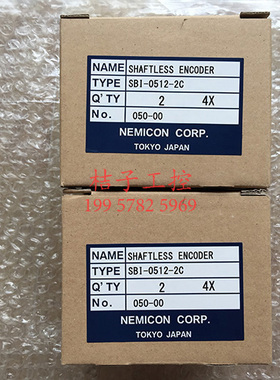 NAME SHAFTLESS ENCODER
TYPE SBI-0512-2C
Q'TY 2 4X
No. 050-00
NEMICON CORP.
TOKYO JAPAN
桔子工控
199 5782 5969
NAME SHAFTLESS ENCODER
TYPE SBI-0512-2C
Q'TY 2 4X
No. 050-00
NEMICON CORP.
TOKYO JAPAN